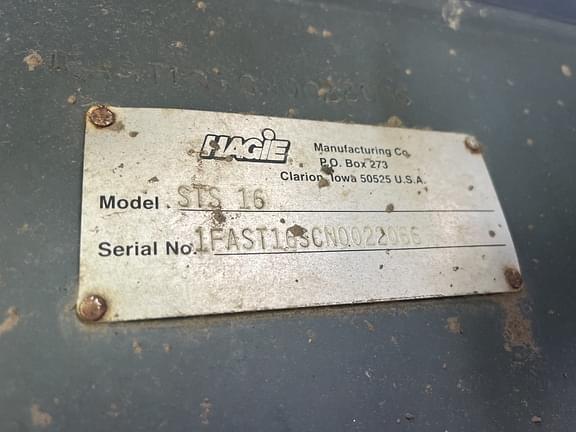 HAGIE
Manufacturing Co.
P.O. Box 273
Clarion, Iowa 50525 U.S.A.
Model STS 16
Serial No. 1FAST16SCN0022066